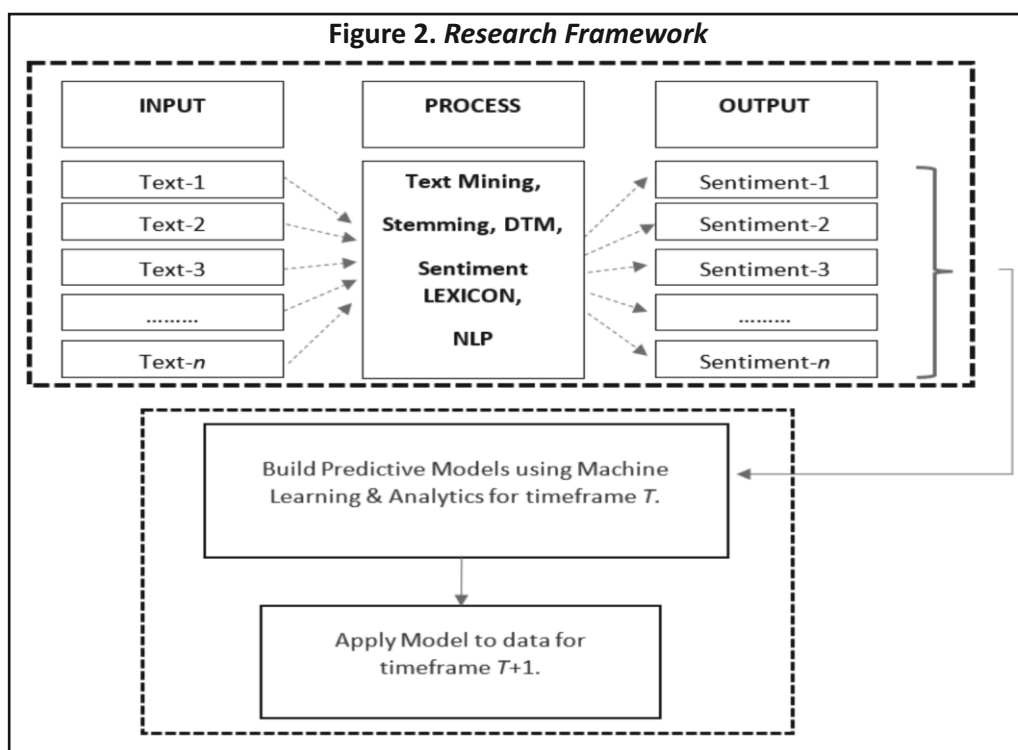 Figure 2. Research Framework
INPUT
PROCESS
OUTPUT
Text-1
Text-2
Text-3
.........
Text-n
Text Mining,
Stemming, DTM,
Sentiment
LEXICON,
NLP
Sentiment-1
Sentiment-2
Sentiment-3
.........
Sentiment-n
Build Predictive Models using Machine
Learning & Analytics for timeframe T.
Apply Model to data for
timeframe T+1.